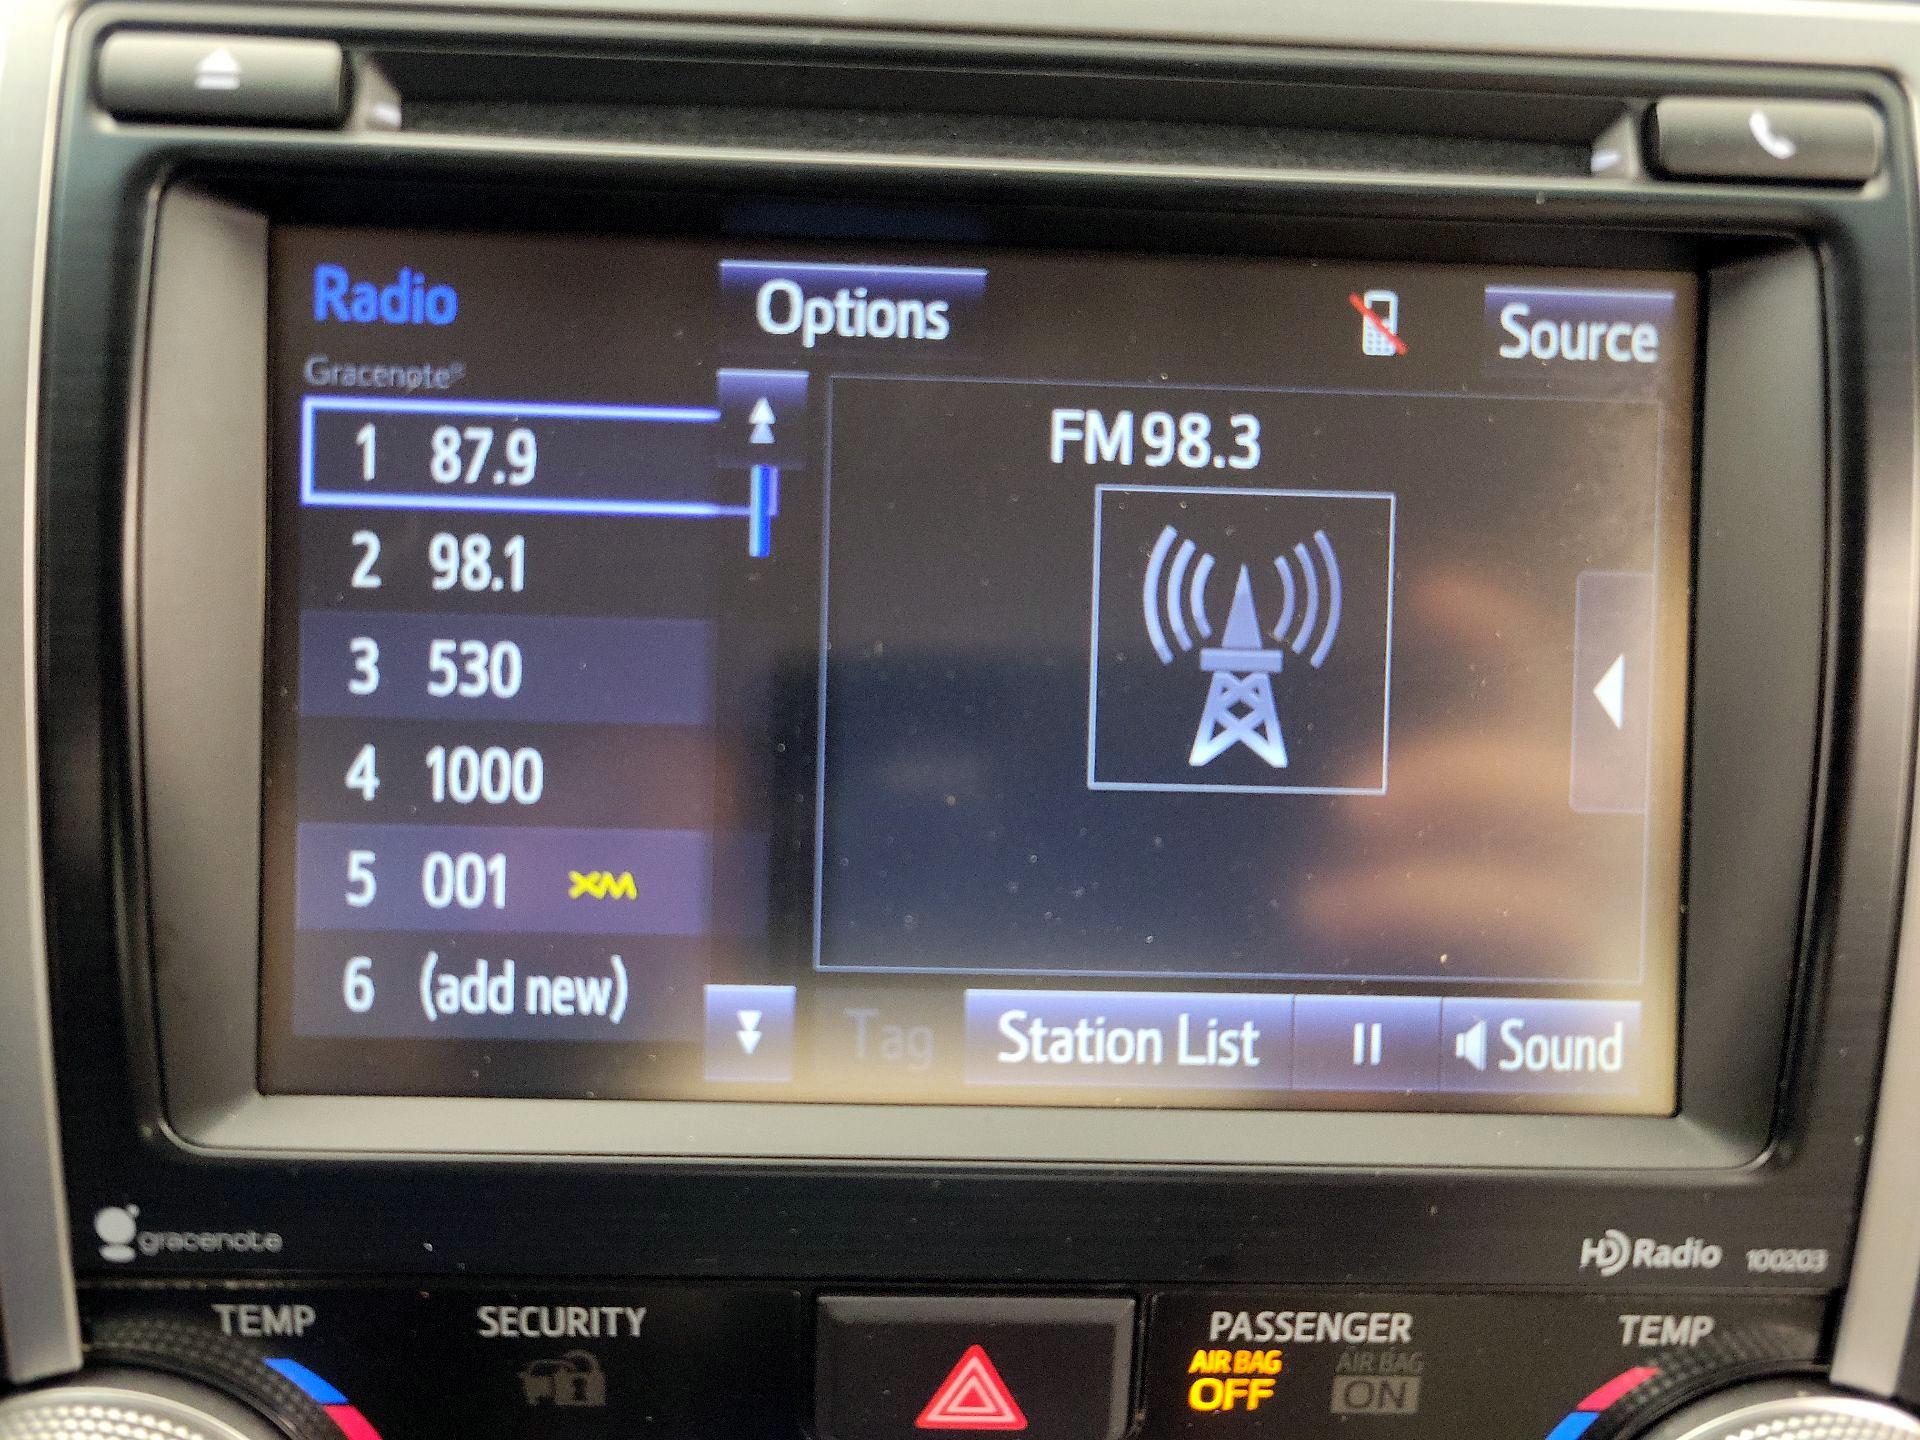 Radio
Options
Source
Gracenote®
1 87.9
2 98.1
3 530
4 1000
5 001 XM
6 (add new)
FM 98.3
Tag
Station List
Sound
gracenote
HD Radio 100203
TEMP
SECURITY
PASSENGER
AIR BAG OFF
AIR BAG ON
TEMP